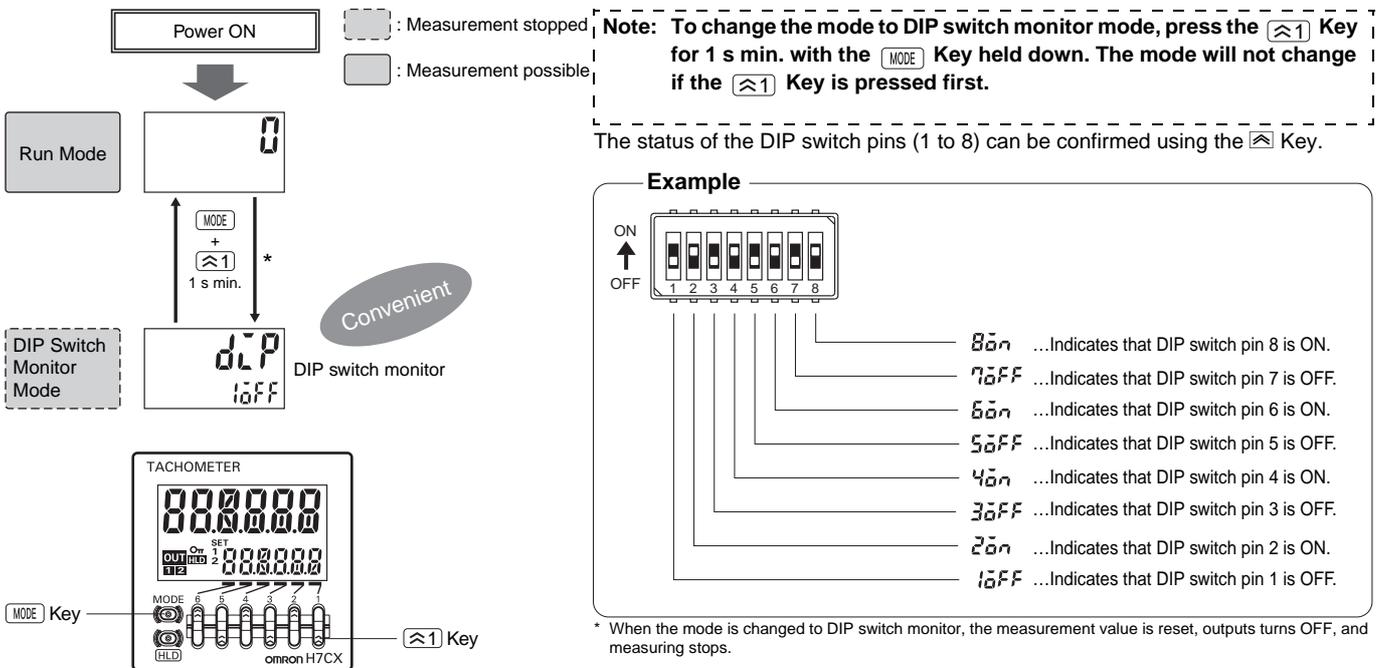 Power ON
: Measurement stopped
: Measurement possible
Run Mode
0
MODE
+
1
1 s min.
*
Convenient
DIP Switch
Monitor
Mode
dip
1oFF
DIP switch monitor
TACHOMETER
88.8.8.8.8
OUT HLD
1 2
SET
1
2
88.8.8.8.8
MODE 6 5 4 3 2 1
HLD
OMRON H7CX
MODE Key
1 Key
Note: To change the mode to DIP switch monitor mode, press the 1 Key
for 1 s min. with the MODE Key held down. The mode will not change
if the 1 Key is pressed first.
The status of the DIP switch pins (1 to 8) can be confirmed using the Key.
Example
ON
OFF
1 2 3 4 5 6 7 8
8on …Indicates that DIP switch pin 8 is ON.
7oFF …Indicates that DIP switch pin 7 is OFF.
6on …Indicates that DIP switch pin 6 is ON.
5oFF …Indicates that DIP switch pin 5 is OFF.
4on …Indicates that DIP switch pin 4 is ON.
3oFF …Indicates that DIP switch pin 3 is OFF.
2on …Indicates that DIP switch pin 2 is ON.
1oFF …Indicates that DIP switch pin 1 is OFF.
* When the mode is changed to DIP switch monitor, the measurement value is reset, outputs turns OFF, and
measuring stops.